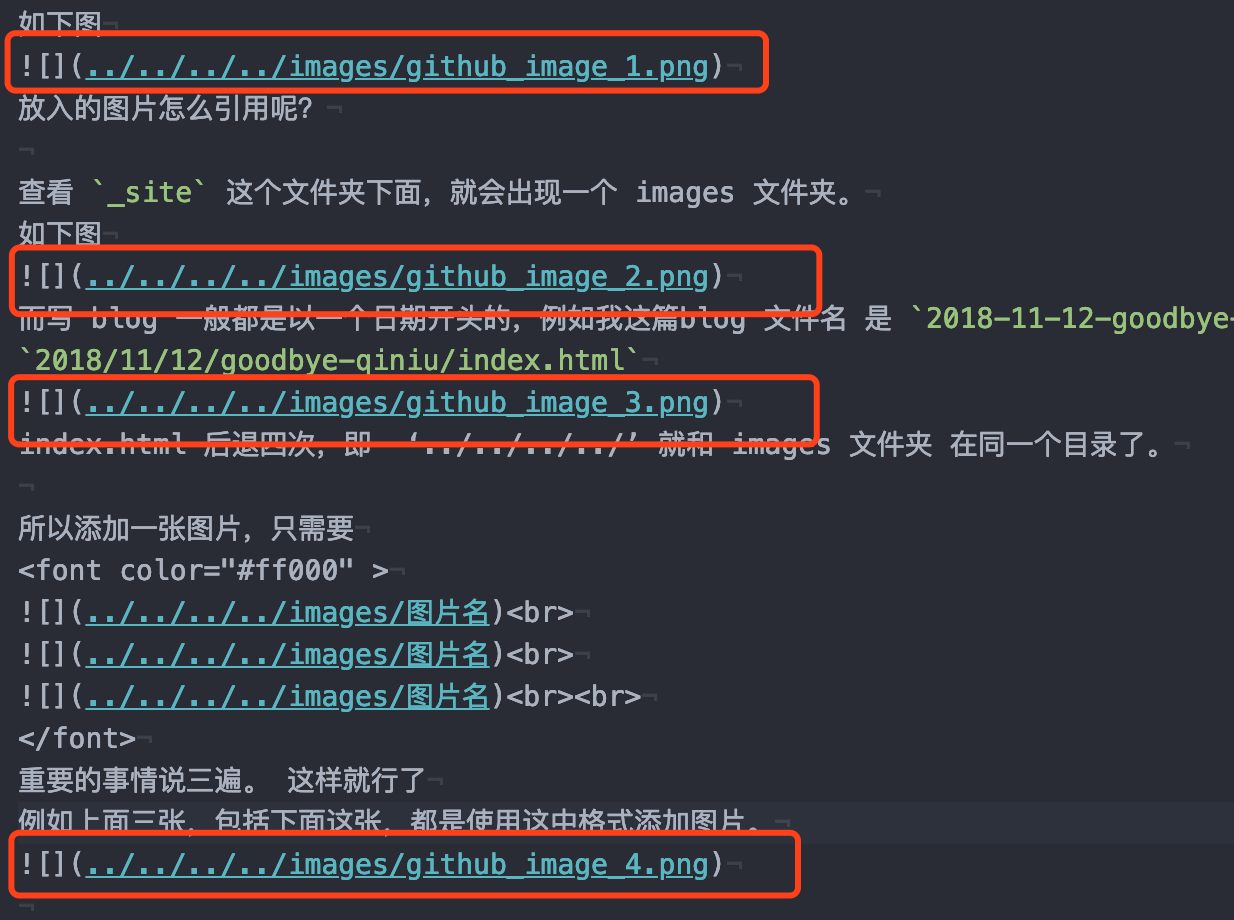 如下图¬
![](../../../../images/github_image_1.png)¬
放入的图片怎么引用呢? ¬
¬
查看 `_site` 这个文件夹下面，就会出现一个 images 文件夹。¬
如下图¬
![](../../../../images/github_image_2.png)¬
而写 blog 一般都是以一个日期开头的，例如我这篇blog 文件名 是 `2018-11-12-goodbye-
`2018/11/12/goodbye-qiniu/index.html`¬
![](../../../../images/github_image_3.png)¬
index.html 后退四次，即 ‘../../../../’ 就和 images 文件夹 在同一个目录了。¬
¬
所以添加一张图片，只需要¬
<font color="#ff000" >¬
![](../../../../images/图片名)<br>¬
![](../../../../images/图片名)<br>¬
![](../../../../images/图片名)<br><br>¬
</font>¬
重要的事情说三遍。 这样就行了¬
例如上面三张，包括下面这张，都是使用这中格式添加图片。¬
![](../../../../images/github_image_4.png)¬
¬